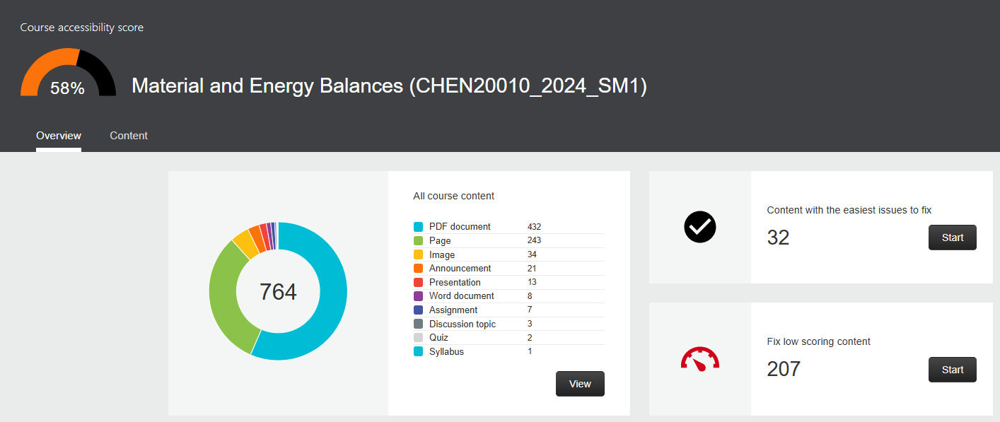 Course accessibility score
58%
Material and Energy Balances (CHEN20010_2024_SM1)
Overview Content
764
All course content
PDF document 432
Page 243
Image 34
Announcement 21
Presentation 13
Word document 8
Assignment 7
Discussion topic 3
Quiz 2
Syllabus 1
View
Content with the easiest issues to fix
32
Start
Fix low scoring content
207
Start